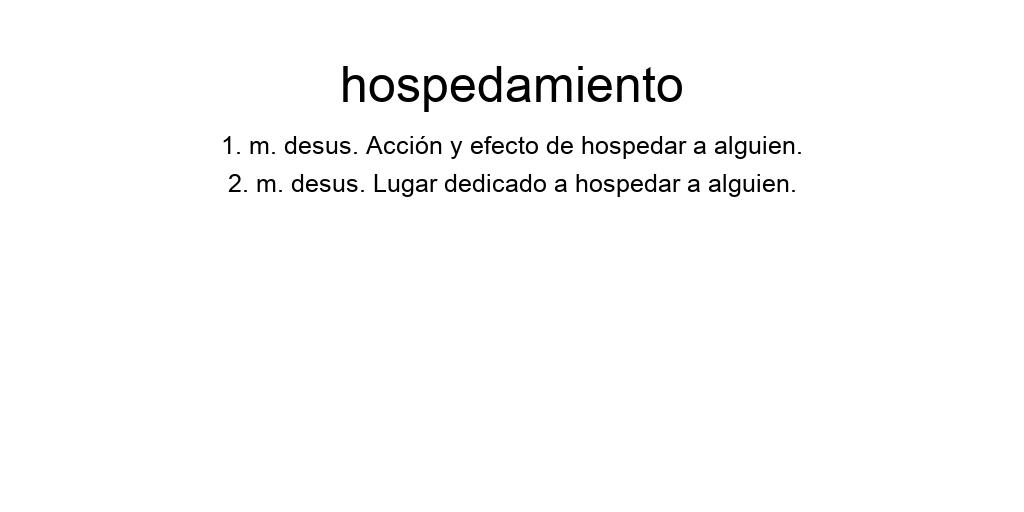 hospedamiento
1. m. desus. Acción y efecto de hospedar a alguien.
2. m. desus. Lugar dedicado a hospedar a alguien.